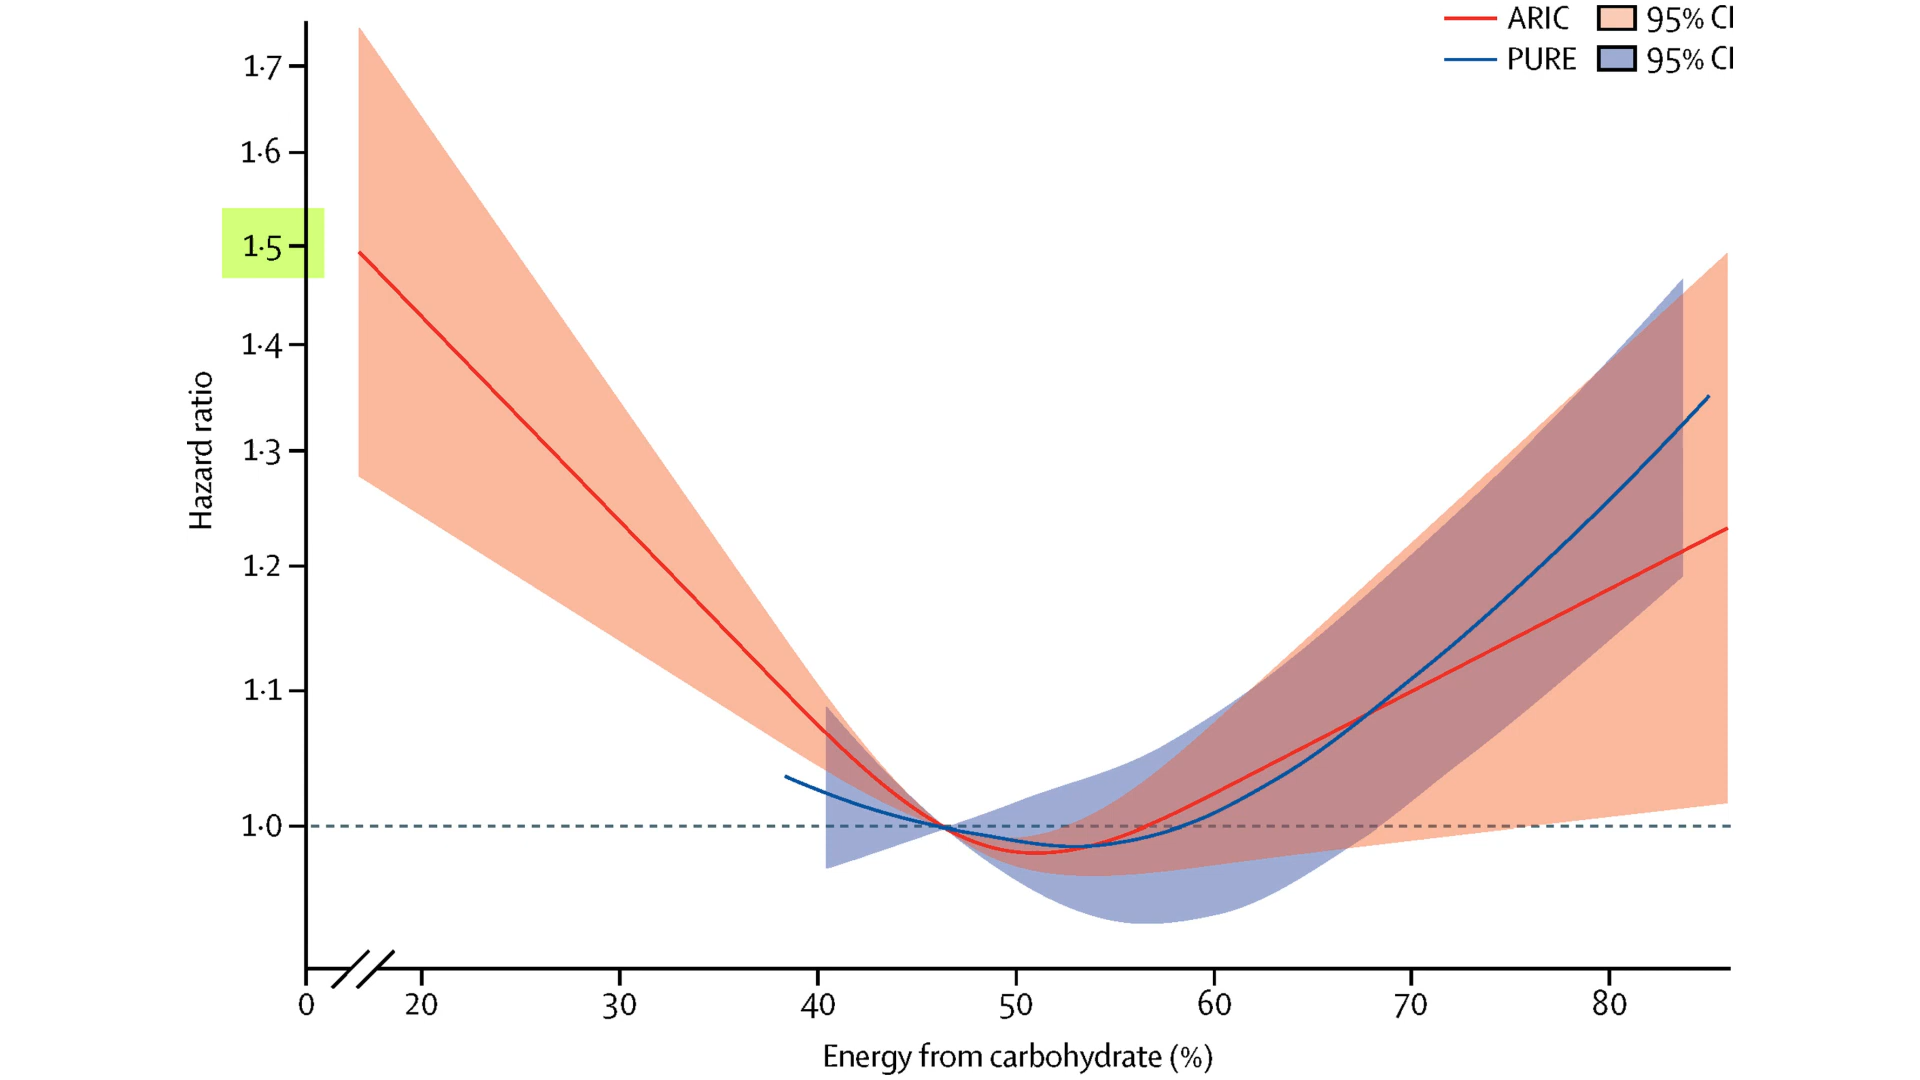 ARIC 95% CI
PURE 95% CI
1·7
1·6
1·5
1·4
1·3
1·2
1·1
1·0
Hazard ratio
0 20 30 40 50 60 70 80
Energy from carbohydrate (%)